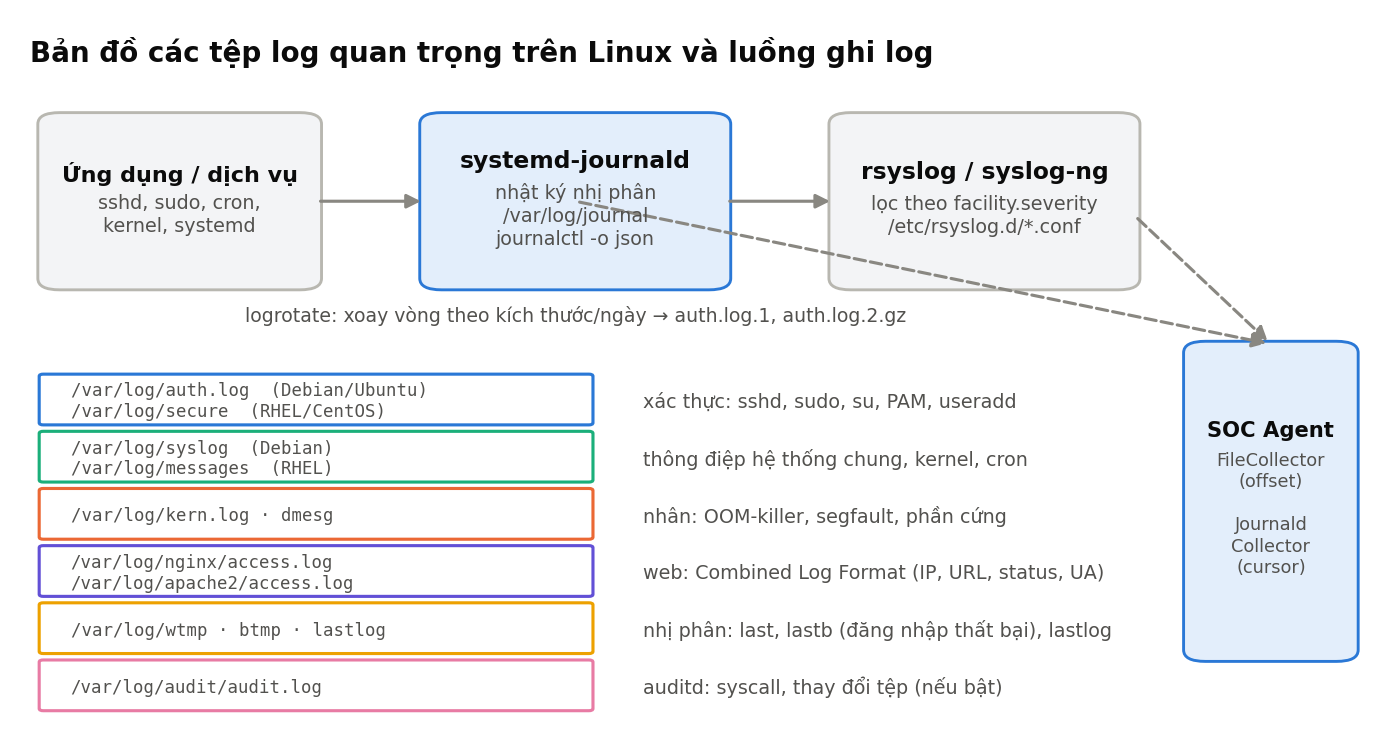 Bản đồ các tệp log quan trọng trên Linux và luồng ghi log
Ứng dụng / dịch vụ
sshd, sudo, cron,
kernel, systemd
systemd-journald
nhật ký nhị phân
/var/log/journal
journalctl -o json
rsyslog / syslog-ng
lọc theo facility.severity
/etc/rsyslog.d/*.conf
logrotate: xoay vòng theo kích thước/ngày → auth.log.1, auth.log.2.gz
/var/log/auth.log (Debian/Ubuntu)
/var/log/secure (RHEL/CentOS)
xác thực: sshd, sudo, su, PAM, useradd
/var/log/syslog (Debian)
/var/log/messages (RHEL)
thông điệp hệ thống chung, kernel, cron
/var/log/kern.log · dmesg
nhân: OOM-killer, segfault, phần cứng
/var/log/nginx/access.log
/var/log/apache2/access.log
web: Combined Log Format (IP, URL, status, UA)
/var/log/wtmp · btmp · lastlog
nhị phân: last, lastb (đăng nhập thất bại), lastlog
/var/log/audit/audit.log
auditd: syscall, thay đổi tệp (nếu bật)
SOC Agent
FileCollector
(offset)
Journald
Collector
(cursor)